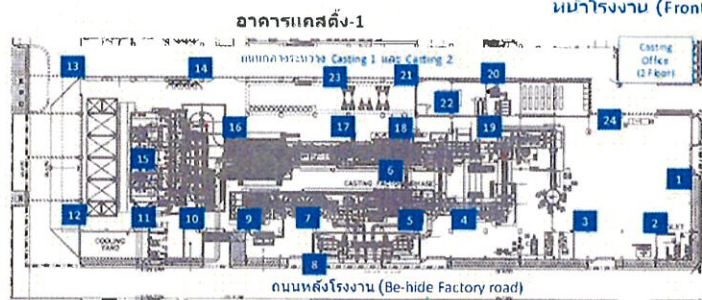 หน้าโรงงาน (Front
อาคารแคสติ้ง-1
Casting
Office
(2 Floor)
ถนนกลางระหว่าง Casting 1 และ Casting 2
13
14
23
21
20
22
24
16
17
18
19
15
6
1
CASTING
12
11
10
9
7
5
4
3
2
COOLING
YARD
8
ถนนหลังโรงงาน (Be-hide Factory road)